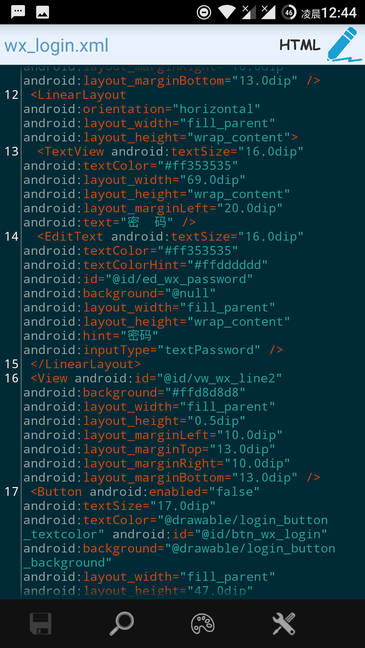 46
凌晨12:44
wx_login.xml
HTML
android:layout_marginRight="10.0dip"
android:layout_marginBottom="13.0dip" />
12 <LinearLayout
android:orientation="horizontal"
android:layout_width="fill_parent"
android:layout_height="wrap_content">
13 <TextView android:textSize="16.0dip"
android:textColor="#ff353535"
android:layout_width="69.0dip"
android:layout_height="wrap_content"
android:layout_marginLeft="20.0dip"
android:text="密　码" />
14 <EditText android:textSize="16.0dip"
android:textColor="#ff353535"
android:textColorHint="#ffdddddd"
android:id="@id/ed_wx_password"
android:background="@null"
android:layout_width="fill_parent"
android:layout_height="wrap_content"
android:hint="密码"
android:inputType="textPassword" />
15 </LinearLayout>
16 <View android:id="@id/vw_wx_line2"
android:background="#ffd8d8d8"
android:layout_width="fill_parent"
android:layout_height="0.5dip"
android:layout_marginLeft="10.0dip"
android:layout_marginTop="13.0dip"
android:layout_marginRight="10.0dip"
android:layout_marginBottom="13.0dip" />
17 <Button android:enabled="false"
android:textSize="17.0dip"
android:textColor="@drawable/login_button
_textcolor" android:id="@id/btn_wx_login"
android:background="@drawable/login_button
_background"
android:layout_width="fill_parent"
android:layout_height="47.0dip"